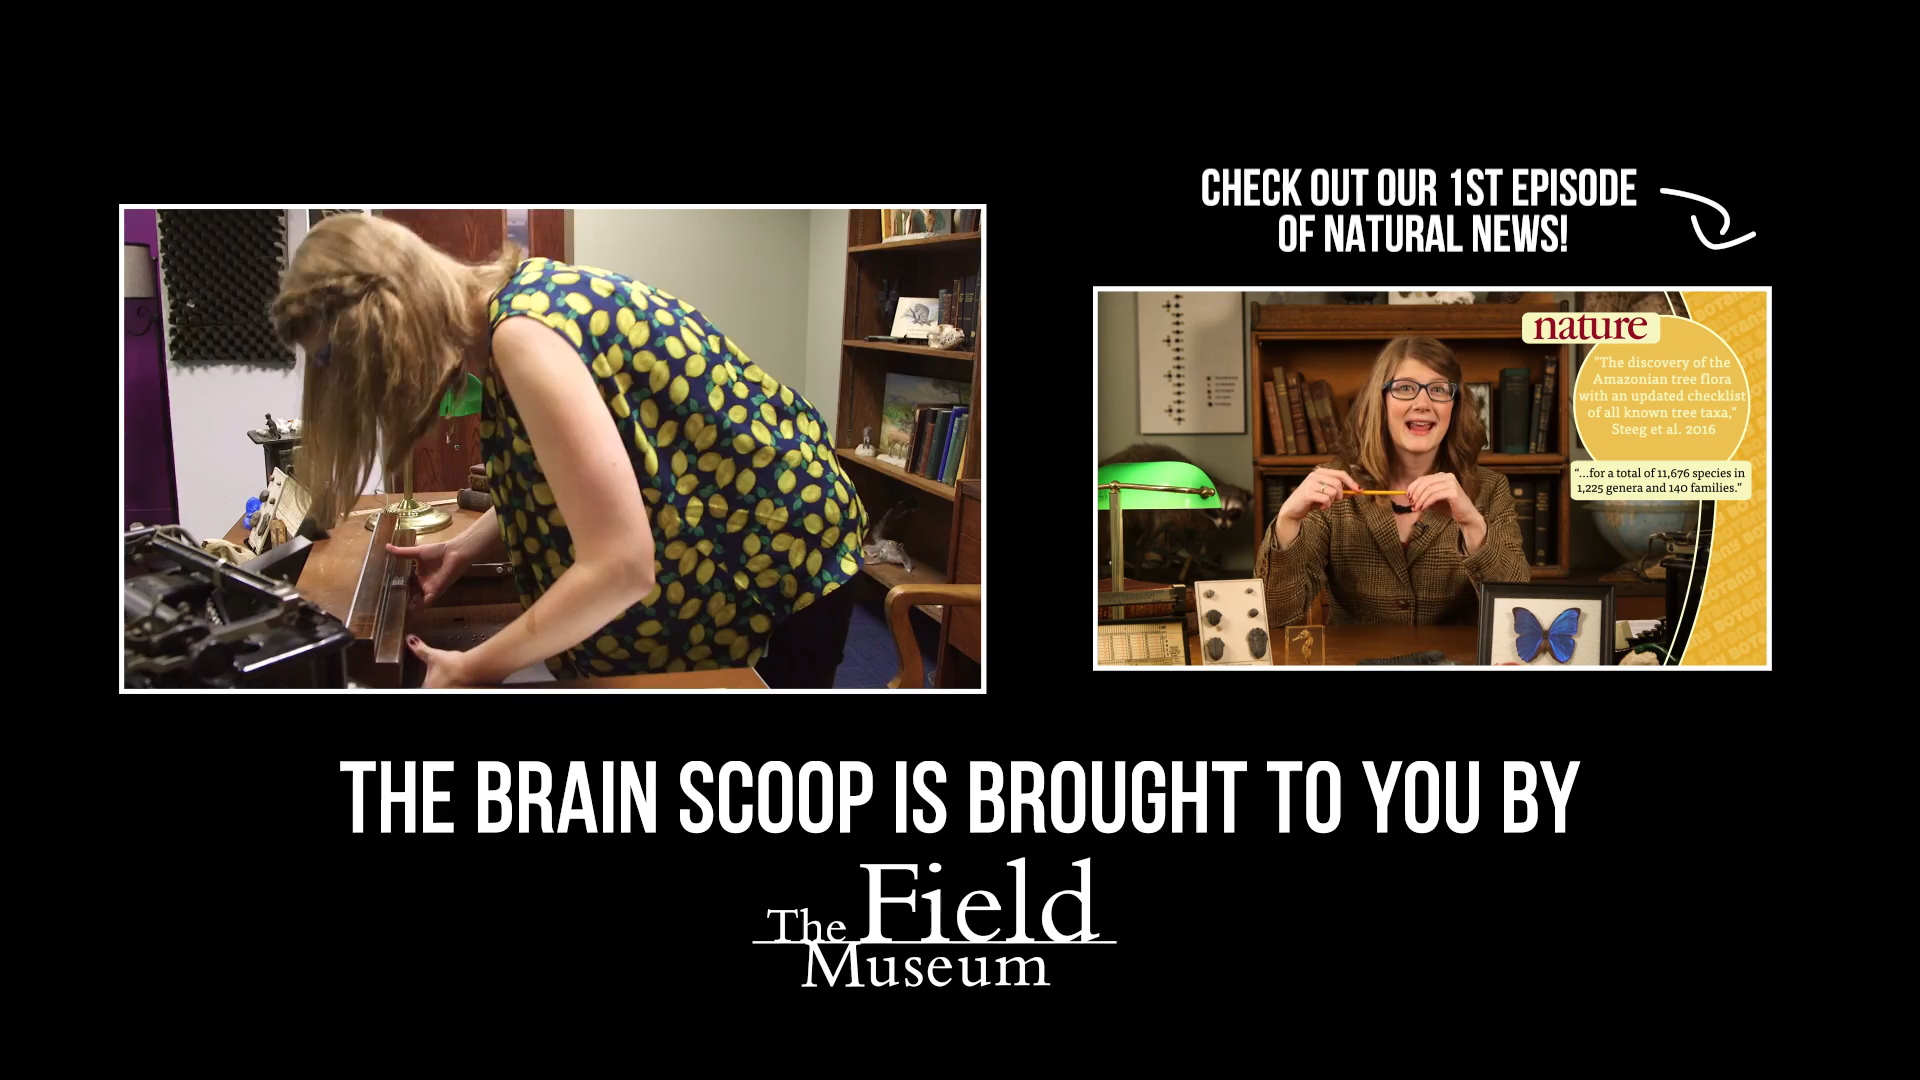 CHECK OUT OUR 1ST EPISODE
OF NATURAL NEWS!
nature
"The discovery of the
Amazonian tree flora
with an updated checklist
of all known tree taxa,"
Steeg et al. 2016
"...for a total of 11,676 species in
1,225 genera and 140 families."
BOTANY
THE BRAIN SCOOP IS BROUGHT TO YOU BY
The Field
Museum